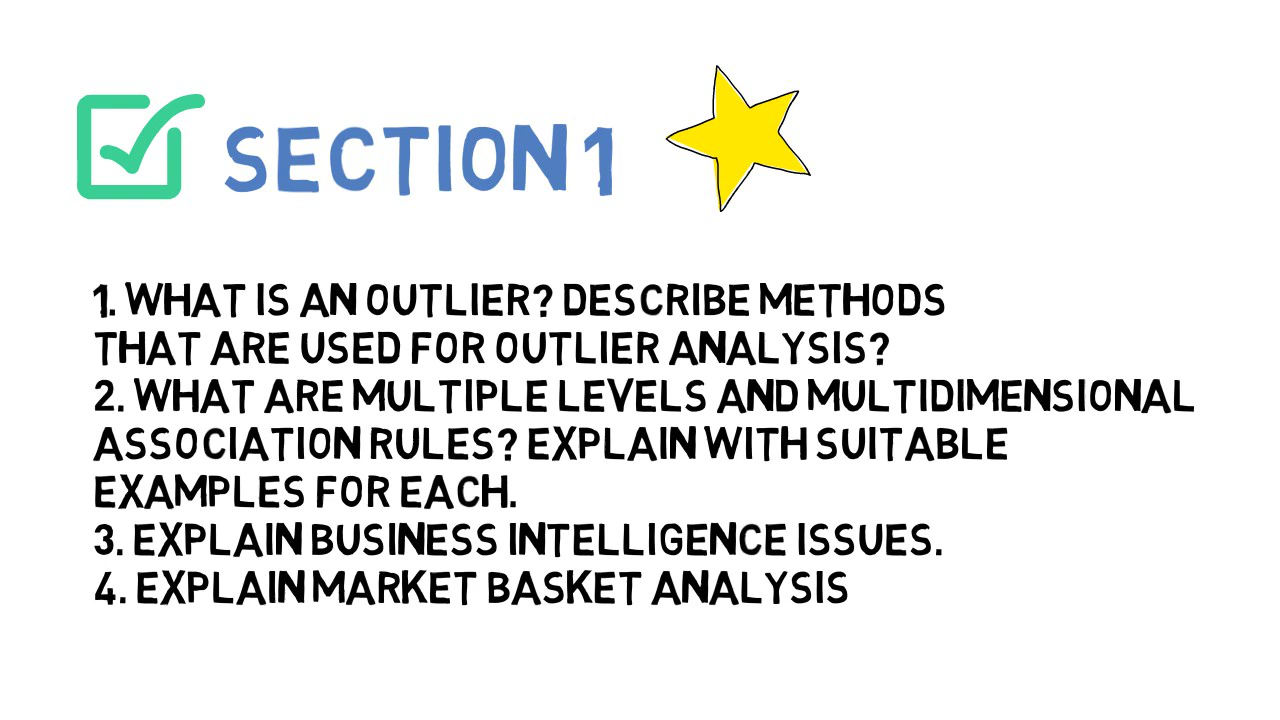 SECTION 1
1. WHAT IS AN OUTLIER? DESCRIBE METHODS
THAT ARE USED FOR OUTLIER ANALYSIS?
2. WHAT ARE MULTIPLE LEVELS AND MULTIDIMENSIONAL
ASSOCIATION RULES? EXPLAIN WITH SUITABLE
EXAMPLES FOR EACH.
3. EXPLAIN BUSINESS INTELLIGENCE ISSUES.
4. EXPLAIN MARKET BASKET ANALYSIS